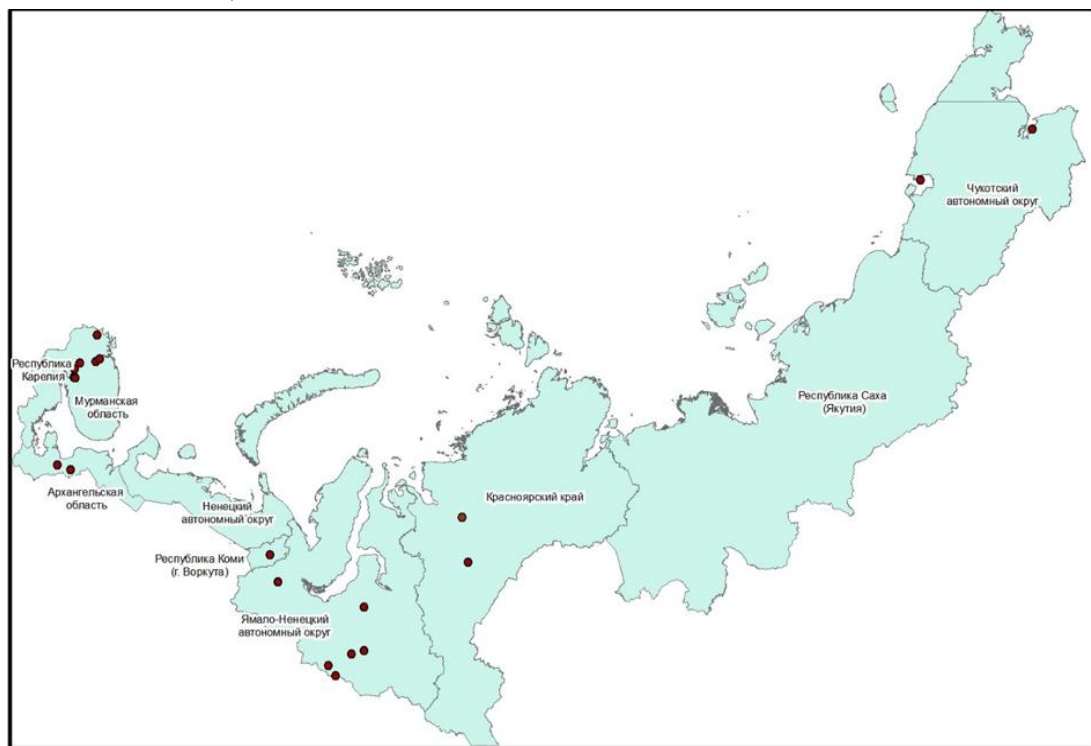 Чукотский
автономный округ
Республика
Карелия
Мурманская
область
Республика Саха
(Якутия)
Архангельская
область
Ненецкий
автономный округ
Красноярский край
Республика Коми
(г. Воркута)
Ямало-Ненецкий
автономный округ